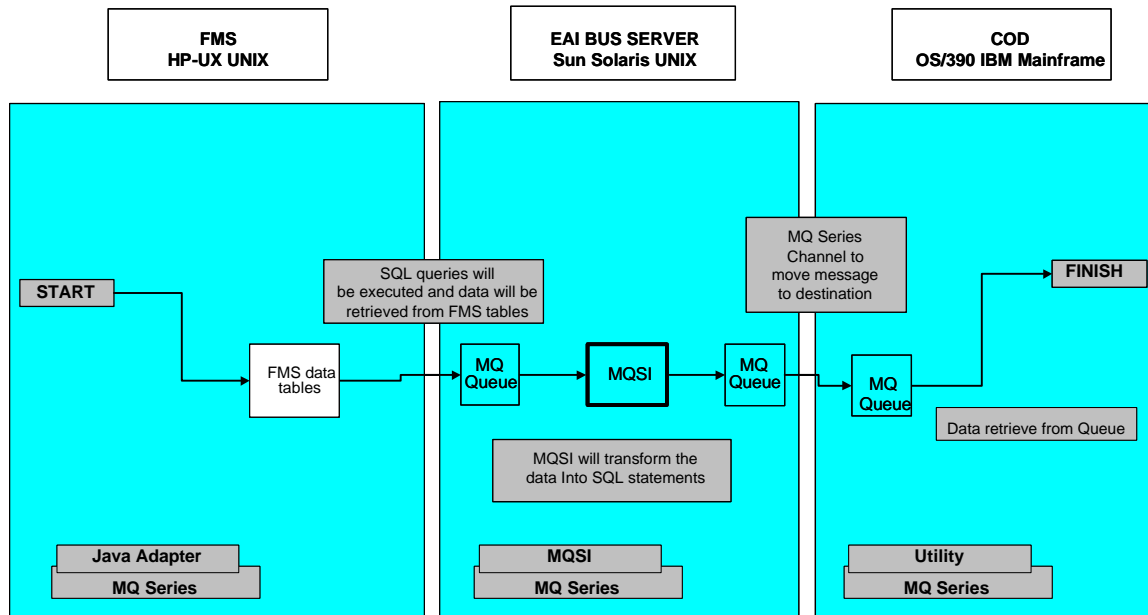 FMS
HP-UX UNIX
EAI BUS SERVER
Sun Solaris UNIX
COD
OS/390 IBM Mainframe
START
FMS data
tables
SQL queries will
be executed and data will be
retrieved from FMS tables
MQ
Queue
MQSI
MQ
Queue
MQSI will transform the
data Into SQL statements
MQ Series
Channel to
move message
to destination
MQ
Queue
FINISH
Data retrieve from Queue
Java Adapter
MQ Series
MQSI
MQ Series
Utility
MQ Series